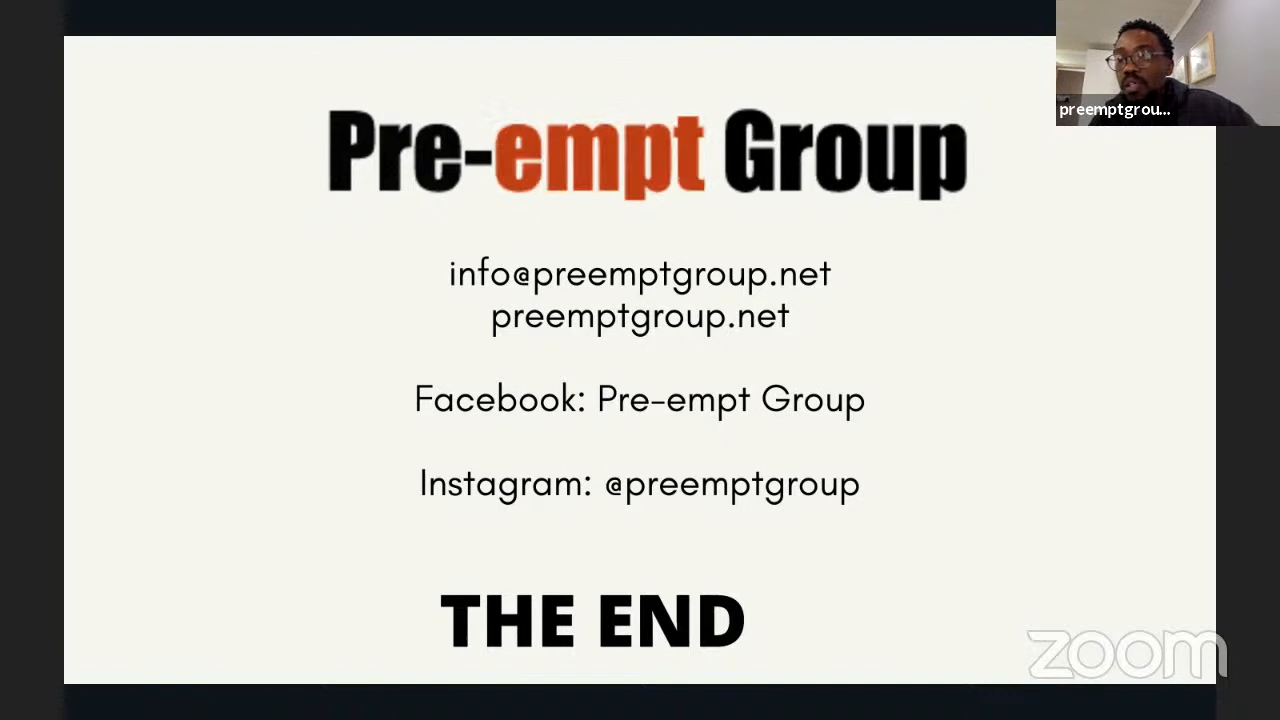 preemptgrou...
Pre-empt Group
info@preemptgroup.net
preemptgroup.net
Facebook: Pre-empt Group
Instagram: @preemptgroup
THE END
zoom